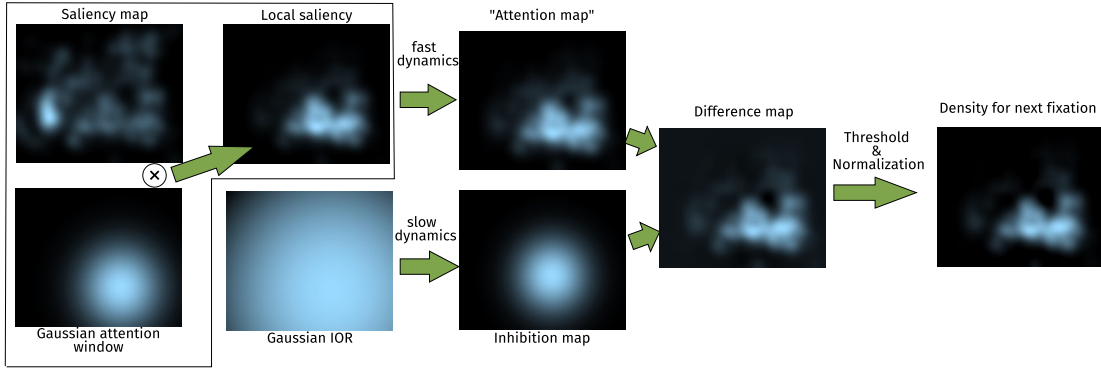 Saliency map
Local saliency
"Attention map"
fast
dynamics
Difference map
Density for next fixation
Threshold
&
Normalization
×
slow
dynamics
Gaussian attention
window
Gaussian IOR
Inhibition map